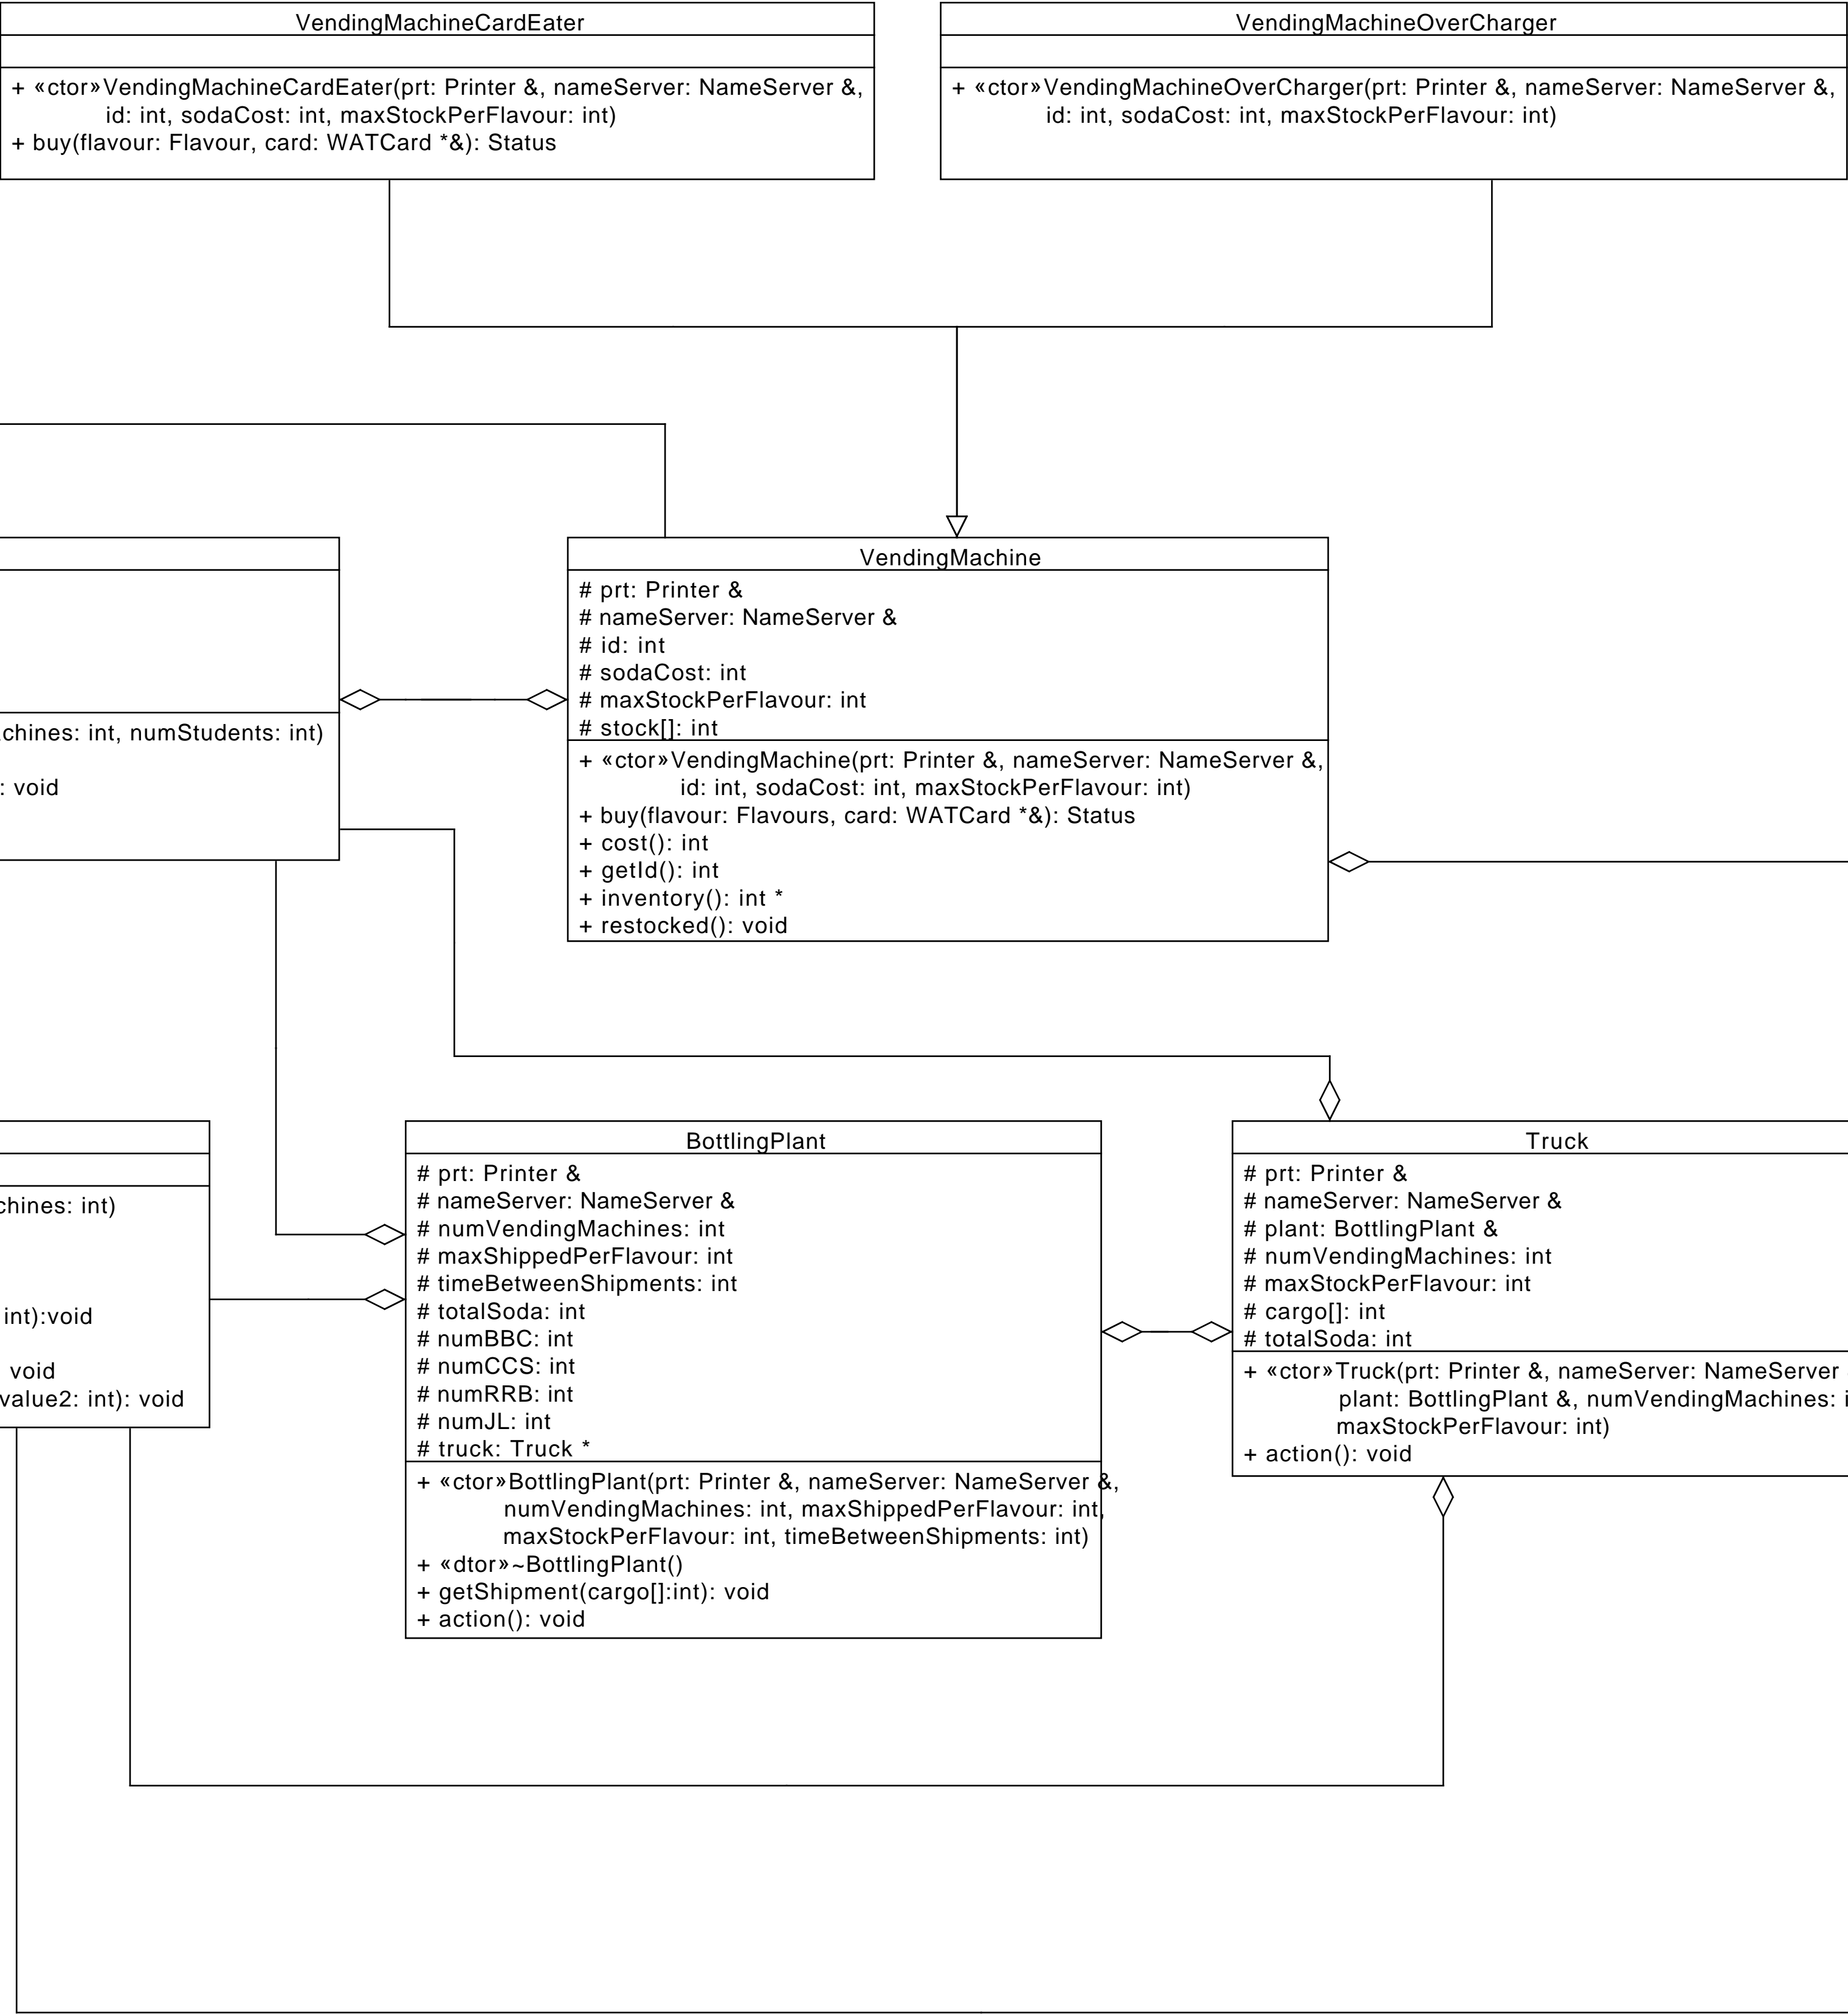 VendingMachineCardEater
+ «ctor»VendingMachineCardEater(prt: Printer &, nameServer: NameServer &,
id: int, sodaCost: int, maxStockPerFlavour: int)
+ buy(flavour: Flavour, card: WATCard *&): Status
VendingMachineOverCharger
+ «ctor»VendingMachineOverCharger(prt: Printer &, nameServer: NameServer &,
id: int, sodaCost: int, maxStockPerFlavour: int)
chines: int, numStudents: int)
: void
VendingMachine
# prt: Printer &
# nameServer: NameServer &
# id: int
# sodaCost: int
# maxStockPerFlavour: int
# stock[]: int
+ «ctor»VendingMachine(prt: Printer &, nameServer: NameServer &,
id: int, sodaCost: int, maxStockPerFlavour: int)
+ buy(flavour: Flavours, card: WATCard *&): Status
+ cost(): int
+ getId(): int
+ inventory(): int *
+ restocked(): void
chines: int)
int):void
void
value2: int): void
BottlingPlant
# prt: Printer &
# nameServer: NameServer &
# numVendingMachines: int
# maxShippedPerFlavour: int
# timeBetweenShipments: int
# totalSoda: int
# numBBC: int
# numCCS: int
# numRRB: int
# numJL: int
# truck: Truck *
+ «ctor»BottlingPlant(prt: Printer &, nameServer: NameServer &,
numVendingMachines: int, maxShippedPerFlavour: int,
maxStockPerFlavour: int, timeBetweenShipments: int)
+ «dtor»~BottlingPlant()
+ getShipment(cargo[]:int): void
+ action(): void
Truck
# prt: Printer &
# nameServer: NameServer &
# plant: BottlingPlant &
# numVendingMachines: int
# maxStockPerFlavour: int
# cargo[]: int
# totalSoda: int
+ «ctor»Truck(prt: Printer &, nameServer: NameServer
plant: BottlingPlant &, numVendingMachines: i
maxStockPerFlavour: int)
+ action(): void